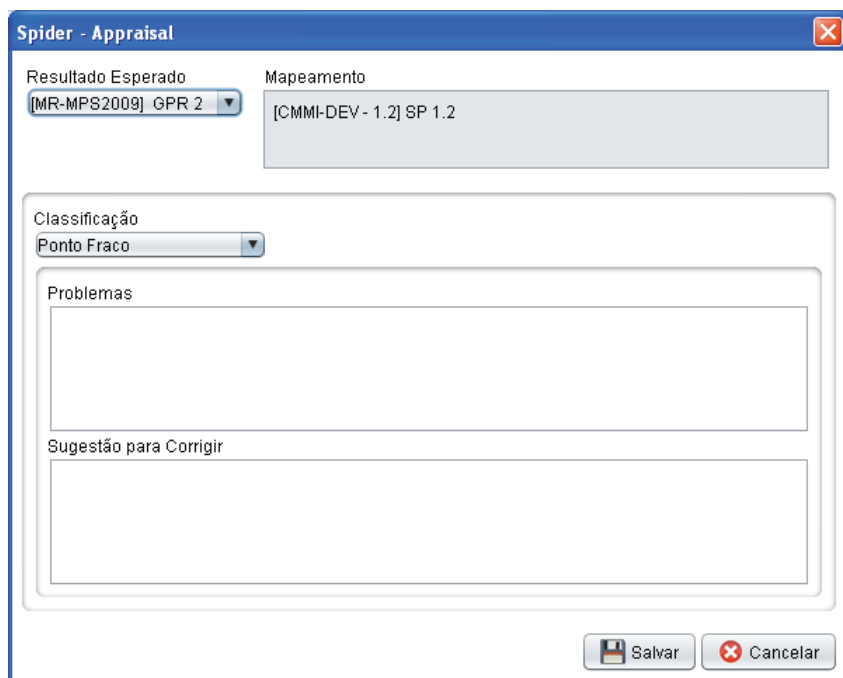 Spider - Appraisal
Resultado Esperado
Mapeamento
[MR-MPS2009] GPR 2
[CMMI-DEV - 1.2] SP 1.2
Classificação
Ponto Fraco
Problemas
Sugestão para Corrigir
Salvar
Cancelar